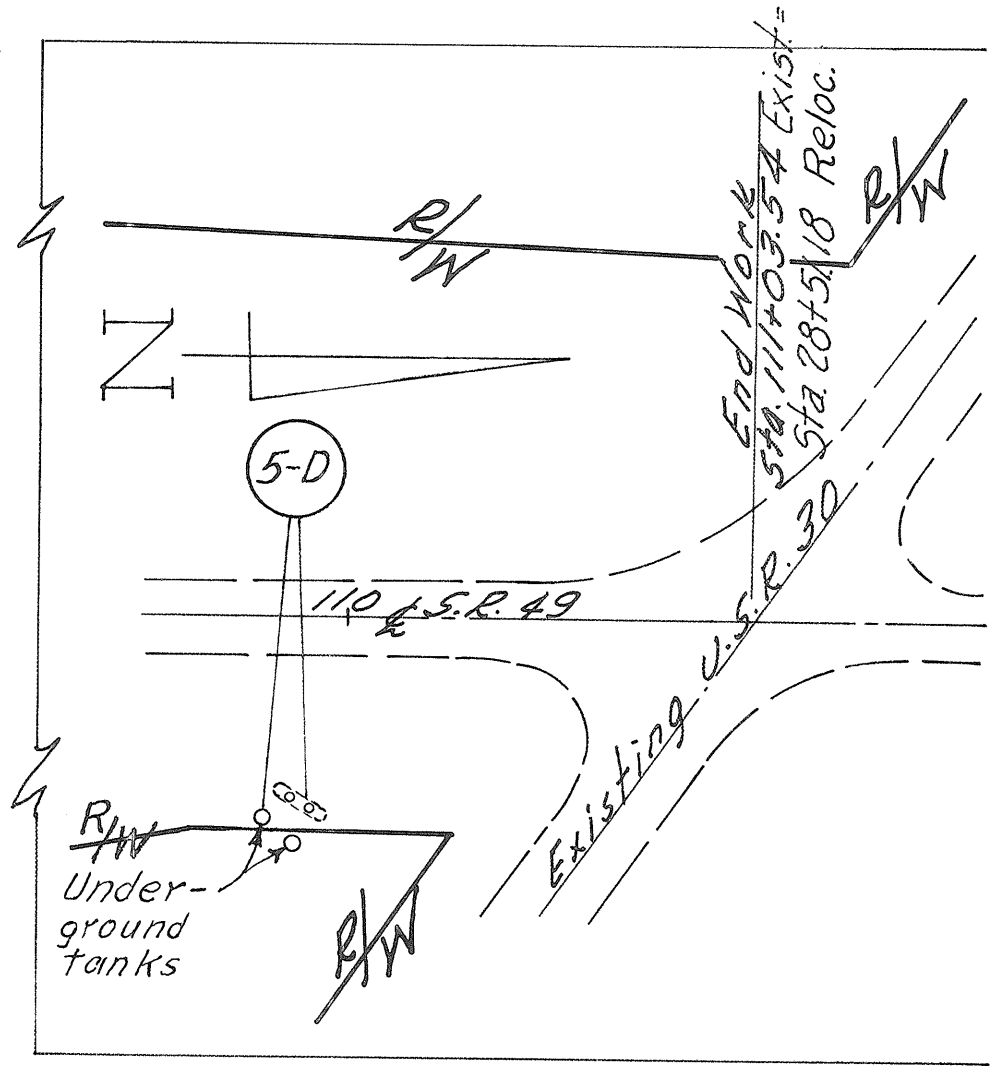 End Work
Sta. 111+03.54 Exist.=
Sta. 28+51.18 Reloc.
R/W
R/W
N
5-D
110
℄ S.R. 49
Existing U.S.R. 30
R/W
Under-
ground
tanks
R/W